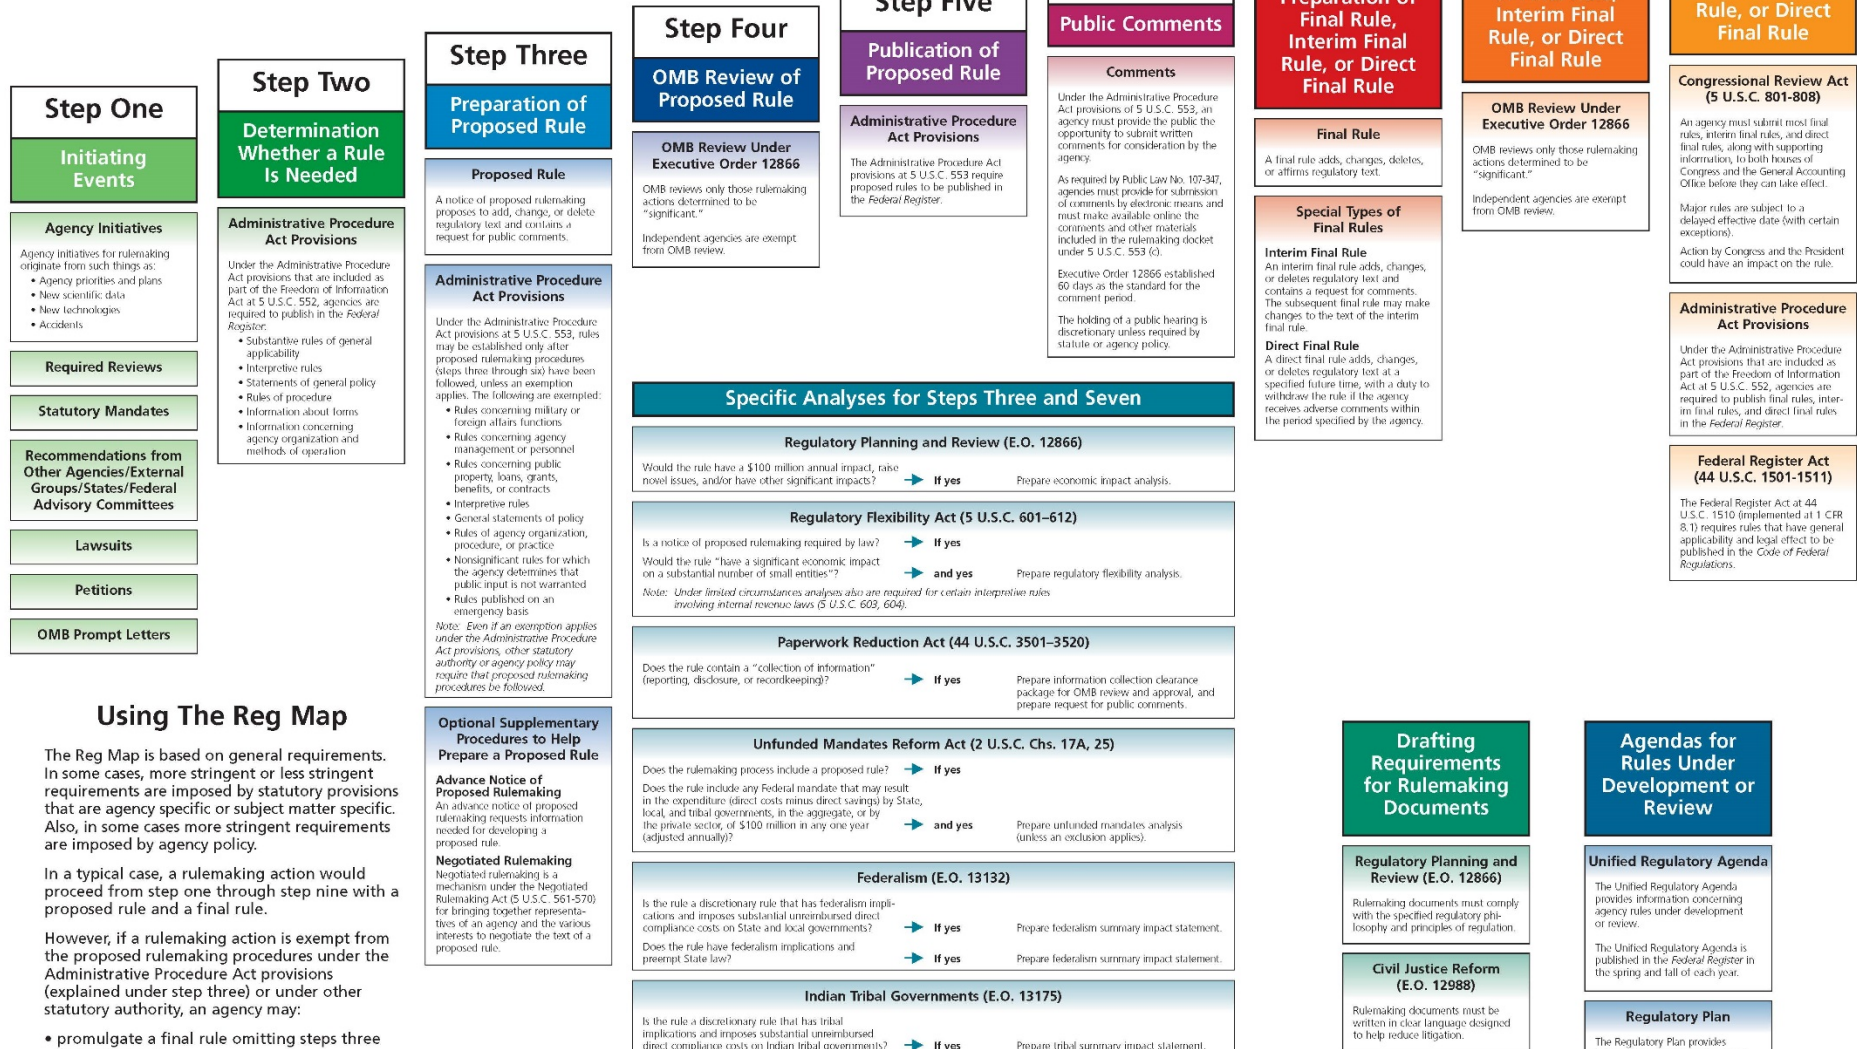 Step One
Initiating
Events
Agency Initiatives
Agency initiatives for rulemaking
originate from such things as:
• Agency priorities and plans
• New scientific data
• New technologies
• Accidents
Required Reviews
Statutory Mandates
Recommendations from
Other Agencies/External
Groups/States/Federal
Advisory Committees
Lawsuits
Petitions
OMB Prompt Letters
Step Two
Determination
Whether a Rule
Is Needed
Administrative Procedure
Act Provisions
Under the Administrative Procedure
Act provisions that are included as
part of the Freedom of Information
Act at 5 U.S.C. 552, agencies are
required to publish in the Federal
Register:
• Substantive rules of general
applicability
• Interpretive rules
• Statements of general policy
• Rules of procedure
• Information about forms
• Information concerning
agency organization and
methods of operation
Step Three
Preparation of
Proposed Rule
Proposed Rule
A notice of proposed rulemaking
proposes to add, change, or delete
regulatory text and contains a
request for public comments.
Administrative Procedure
Act Provisions
Under the Administrative Procedure
Act provisions at 5 U.S.C. 553, rules
may be established only after
proposed rulemaking procedures
(steps three through six) have been
followed, unless an exemption
applies. The following are exempted:
• Rules concerning military or
foreign affairs functions
• Rules concerning agency
management or personnel
• Rules concerning public
property, loans, grants,
benefits, or contracts
• Interpretive rules
• General statements of policy
• Rules of agency organization,
procedure, or practice
• Nonsignificant rules for which
the agency determines that
public input is not warranted
• Rules published on an
emergency basis
Note: Even if an exemption applies
under the Administrative Procedure
Act provisions, other statutory
authority or agency policy may
require that proposed rulemaking
procedures be followed.
Optional Supplementary
Procedures to Help
Prepare a Proposed Rule
Advance Notice of
Proposed Rulemaking
An advance notice of proposed
rulemaking requests information
needed for developing a
proposed rule.
Negotiated Rulemaking
Negotiated rulemaking is a
mechanism under the Negotiated
Rulemaking Act (5 U.S.C. 561-570)
for bringing together representa-
tives of an agency and the various
interests to negotiate the text of a
proposed rule.
Step Four
OMB Review of
Proposed Rule
OMB Review Under
Executive Order 12866
OMB reviews only those rulemaking
actions determined to be
“significant.”
Independent agencies are exempt
from OMB review.
Step Five
Publication of
Proposed Rule
Administrative Procedure
Act Provisions
The Administrative Procedure Act
provisions at 5 U.S.C. 553 require
proposed rules to be published in
the Federal Register.
Public Comments
Comments
Under the Administrative Procedure
Act provisions of 5 U.S.C. 553, an
agency must provide the public the
opportunity to submit written
comments for consideration by the
agency.
As required by Public Law No. 107-347,
agencies must provide for submission
of comments by electronic means and
must make available online the
comments and other materials
included in the rulemaking docket
under 5 U.S.C. 553 (c).
Executive Order 12866 established
60 days as the standard for the
comment period.
The holding of a public hearing is
discretionary unless required by
statute or agency policy.
Preparation of
Final Rule,
Interim Final
Rule, or Direct
Final Rule
Final Rule
A final rule adds, changes, deletes,
or affirms regulatory text.
Special Types of
Final Rules
Interim Final Rule
An interim final rule adds, changes,
or deletes regulatory text and
contains a request for comments.
The subsequent final rule may make
changes to the text of the interim
final rule.
Direct Final Rule
A direct final rule adds, changes,
or deletes regulatory text at a
specified future time, with a duty to
withdraw the rule if the agency
receives adverse comments within
the period specified by the agency.
Interim Final
Rule, or Direct
Final Rule
OMB Review Under
Executive Order 12866
OMB reviews only those rulemaking
actions determined to be
“significant.”
Independent agencies are exempt
from OMB review.
Rule, or Direct
Final Rule
Congressional Review Act
(5 U.S.C. 801-808)
An agency must submit most final
rules, interim final rules, and direct
final rules, along with supporting
information, to both houses of
Congress and the General Accounting
Office before they can take effect.
Major rules are subject to a
delayed effective date (with certain
exceptions).
Action by Congress and the President
could have an impact on the rule.
Administrative Procedure
Act Provisions
Under the Administrative Procedure
Act provisions that are included as
part of the Freedom of Information
Act at 5 U.S.C. 552, agencies are
required to publish final rules, inter-
im final rules, and direct final rules
in the Federal Register.
Federal Register Act
(44 U.S.C. 1501-1511)
The Federal Register Act at 44
U.S.C. 1510 (implemented at 1 CFR
8.1) requires rules that have general
applicability and legal effect to be
published in the Code of Federal
Regulations.
Specific Analyses for Steps Three and Seven
Regulatory Planning and Review (E.O. 12866)
Would the rule have a $100 million annual impact, raise
novel issues, and/or have other significant impacts? If yes Prepare economic impact analysis.
Regulatory Flexibility Act (5 U.S.C. 601–612)
Is a notice of proposed rulemaking required by law? If yes
Would the rule “have a significant economic impact
on a substantial number of small entities”? and yes Prepare regulatory flexibility analysis.
Note: Under limited circumstances analyses also are required for certain interpretive rules
involving internal revenue laws (5 U.S.C. 603, 604).
Paperwork Reduction Act (44 U.S.C. 3501–3520)
Does the rule contain a “collection of information”
(reporting, disclosure, or recordkeeping)? If yes Prepare information collection clearance
package for OMB review and approval, and
prepare request for public comments.
Unfunded Mandates Reform Act (2 U.S.C. Chs. 17A, 25)
Does the rulemaking process include a proposed rule? If yes
Does the rule include any Federal mandate that may result
in the expenditure (direct costs minus direct savings) by State,
local, and tribal governments, in the aggregate, or by
the private sector, of $100 million in any one year and yes Prepare unfunded mandates analysis
(adjusted annually)? (unless an exclusion applies).
Federalism (E.O. 13132)
Is the rule a discretionary rule that has federalism impli-
cations and imposes substantial unreimbursed direct
compliance costs on State and local governments? If yes Prepare federalism summary impact statement.
Does the rule have federalism implications and
preempt State law? If yes Prepare federalism summary impact statement.
Indian Tribal Governments (E.O. 13175)
Is the rule a discretionary rule that has tribal
implications and imposes substantial unreimbursed
direct compliance costs on Indian tribal governments? If yes Prepare tribal summary impact statement.
Using The Reg Map
The Reg Map is based on general requirements.
In some cases, more stringent or less stringent
requirements are imposed by statutory provisions
that are agency specific or subject matter specific.
Also, in some cases more stringent requirements
are imposed by agency policy.
In a typical case, a rulemaking action would
proceed from step one through step nine with a
proposed rule and a final rule.
However, if a rulemaking action is exempt from
the proposed rulemaking procedures under the
Administrative Procedure Act provisions
(explained under step three) or under other
statutory authority, an agency may:
• promulgate a final rule omitting steps three
Drafting
Requirements
for Rulemaking
Documents
Regulatory Planning and
Review (E.O. 12866)
Rulemaking documents must comply
with the specified regulatory phi-
losophy and principles of regulation.
Civil Justice Reform
(E.O. 12988)
Rulemaking documents must be
written in clear language designed
to help reduce litigation.
Agendas for
Rules Under
Development or
Review
Unified Regulatory Agenda
The Unified Regulatory Agenda
provides information concerning
agency rules under development
or review.
The Unified Regulatory Agenda is
published in the Federal Register in
the spring and fall of each year.
Regulatory Plan
The Regulatory Plan provides